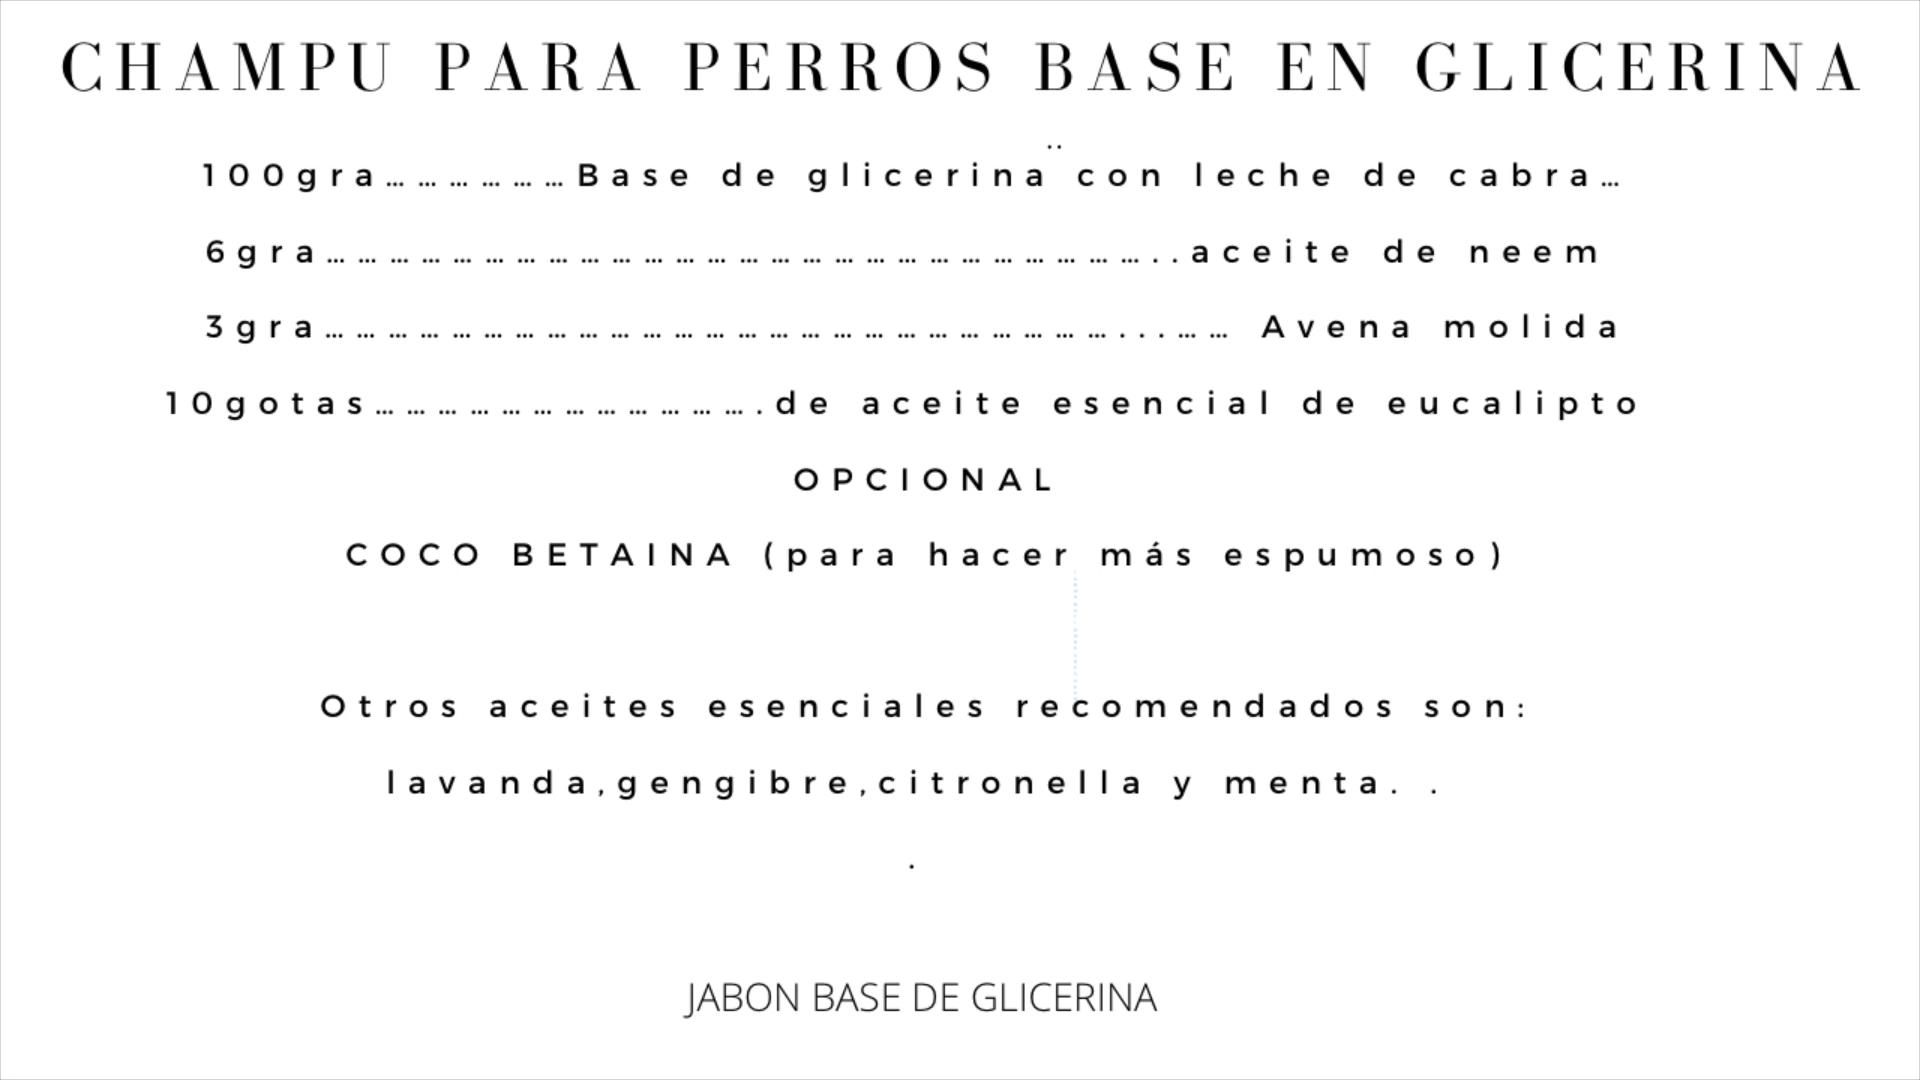 CHAMPU PARA PERROS BASE EN GLICERINA
..
100gra………………Base de glicerina con leche de cabra…
6gra…………………………………………………………………………..aceite de neem
3gra………………………………………………………………………...…… Avena molida
10gotas………………………………….de aceite esencial de eucalipto
OPCIONAL
COCO BETAINA (para hacer más espumoso)
Otros aceites esenciales recomendados son:
lavanda,gengibre,citronella y menta. .
.
JABON BASE DE GLICERINA